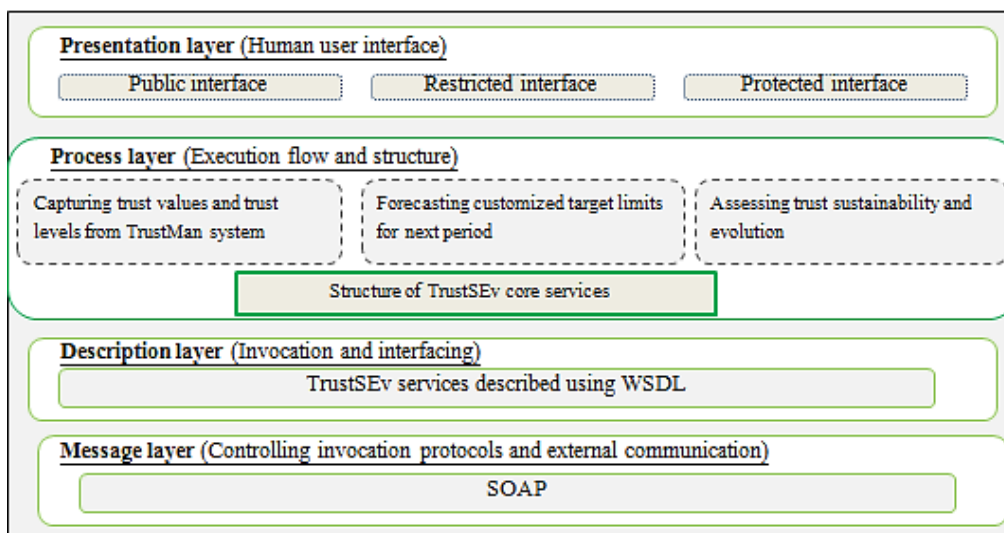 Presentation layer (Human user interface)
Public interface
Restricted interface
Protected interface
Process layer (Execution flow and structure)
Capturing trust values and trust
levels from TrustMan system
Forecasting customized target limits
for next period
Assessing trust sustainability and
evolution
Structure of TrustSEv core services
Description layer (Invocation and interfacing)
TrustSEv services described using WSDL
Message layer (Controlling invocation protocols and external communication)
SOAP